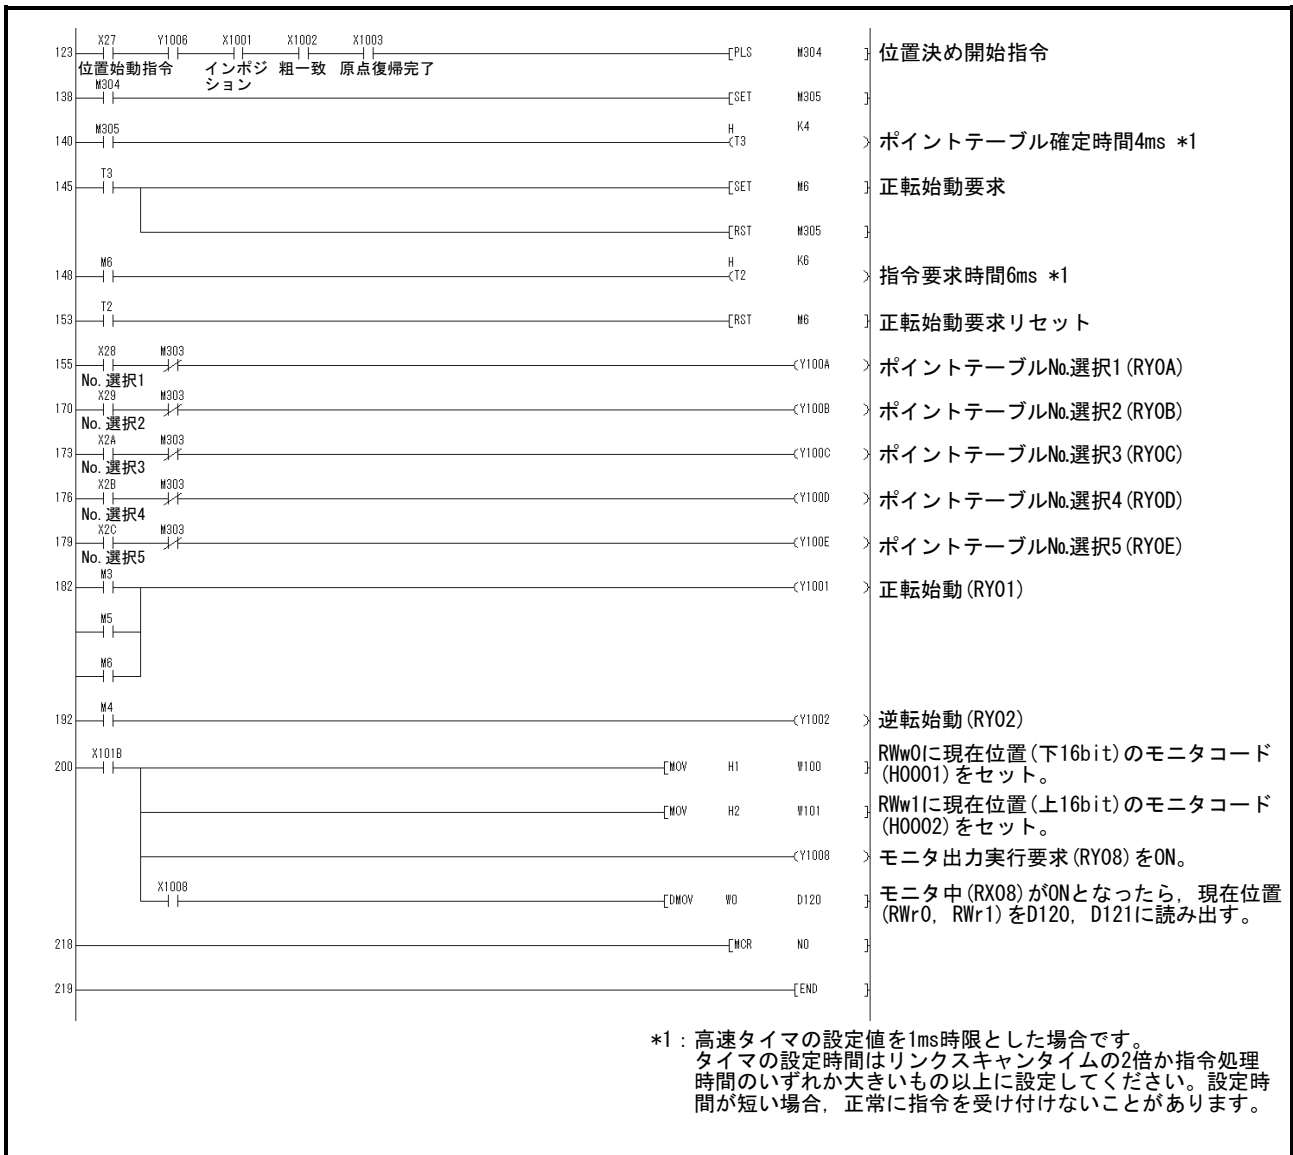 X27 Y1006 X1001 X1002 X1003
123 [PLS M304 ] 位置決め開始指令
位置始動指令 インポジション 粗一致 原点復帰完了
M304
138 [SET M305 ]
M305 H K4
140 (T3 ) ポイントテーブル確定時間4ms *1
T3
145 [SET M6 ] 正転始動要求
[RST M305 ]
M6 H K6
148 (T2 ) 指令要求時間6ms *1
T2
153 [RST M6 ] 正転始動要求リセット
X28 M303
155 (Y100A ) ポイントテーブル№選択1(RY0A)
No.選択1
X29 M303
170 (Y100B ) ポイントテーブル№選択2(RY0B)
No.選択2
X2A M303
173 (Y100C ) ポイントテーブル№選択3(RY0C)
No.選択3
X2B M303
176 (Y100D ) ポイントテーブル№選択4(RY0D)
No.選択4
X2C M303
179 (Y100E ) ポイントテーブル№選択5(RY0E)
No.選択5
M3
182 (Y1001 ) 正転始動(RY01)
M5
M6
M4
192 (Y1002 ) 逆転始動(RY02)
X101B
200 [MOV H1 W100 ] RWw0に現在位置(下16bit)のモニタコード
(H0001)をセット。
[MOV H2 W101 ] RWw1に現在位置(上16bit)のモニタコード
(H0002)をセット。
(Y1008 ) モニタ出力実行要求(RY08)をON。
X1008
[DMOV W0 D120 ] モニタ中(RX08)がONとなったら，現在位置
(RWr0，RWr1)をD120，D121に読み出す。
218 [MCR N0 ]
219 [END ]
*1：高速タイマの設定値を1ms時限とした場合です。
タイマの設定時間はリンクスキャンタイムの2倍か指令処理
時間のいずれか大きいもの以上に設定してください。設定時
間が短い場合，正常に指令を受け付けないことがあります。